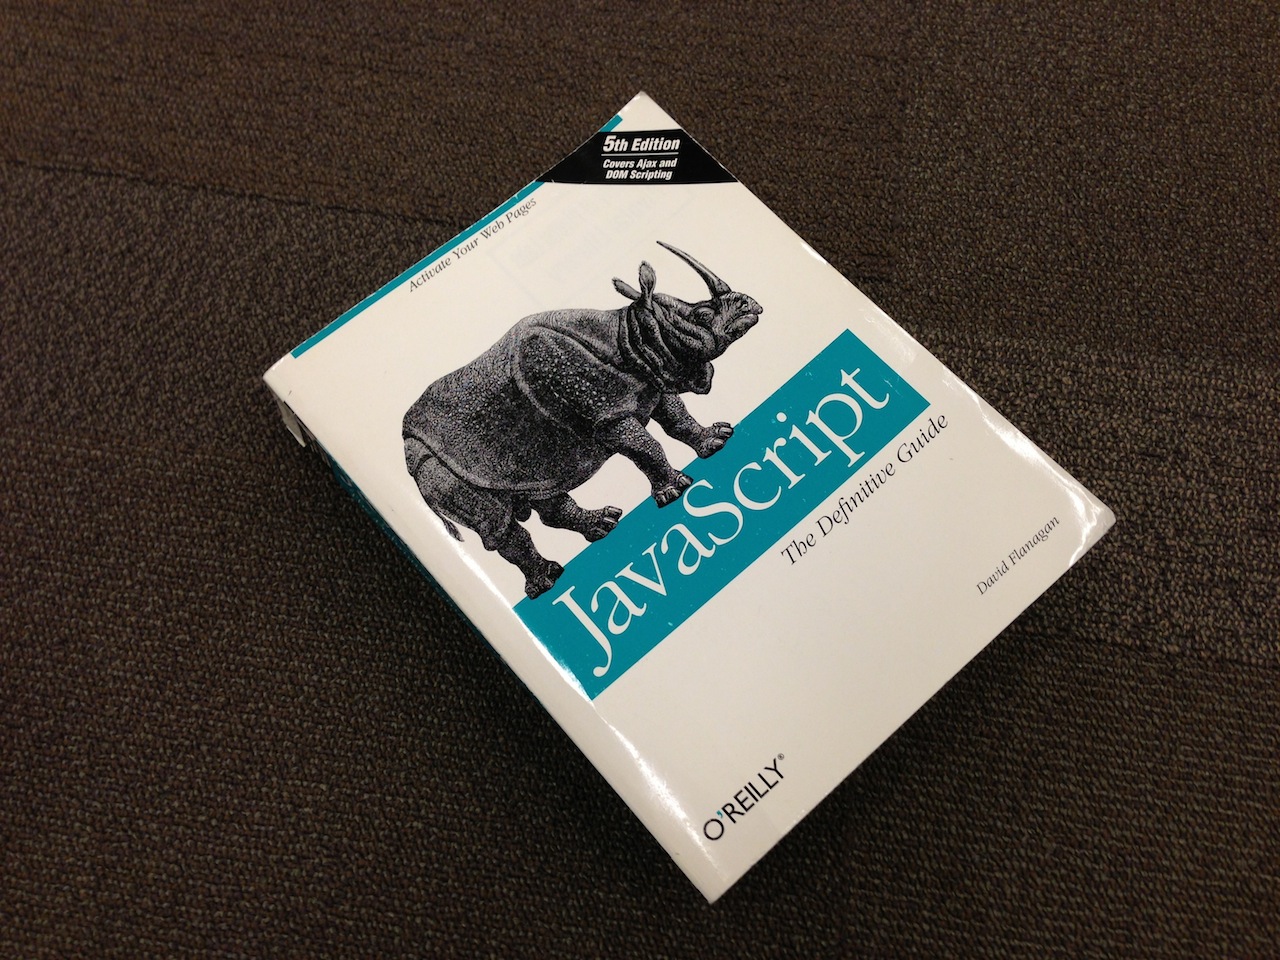 5th Edition
Covers Ajax and
DOM Scripting
Activate Your Web Pages
JavaScript
The Definitive Guide
David Flanagan
O'REILLY®